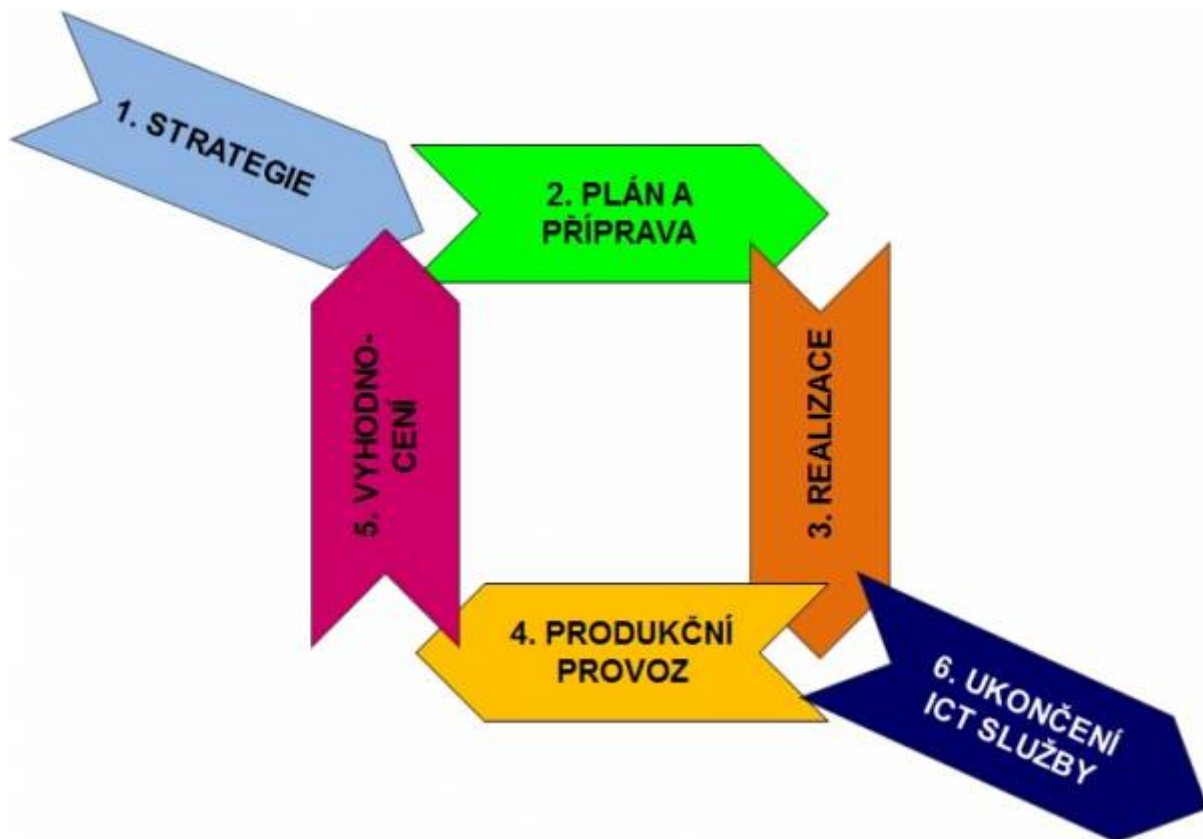 1. STRATEGIE
2. PLÁN A
PŘÍPRAVA
3. REALIZACE
4. PRODUKČNÍ
PROVOZ
5. VYHODNO-
CENÍ
6. UKONČENÍ
ICT SLUŽBY